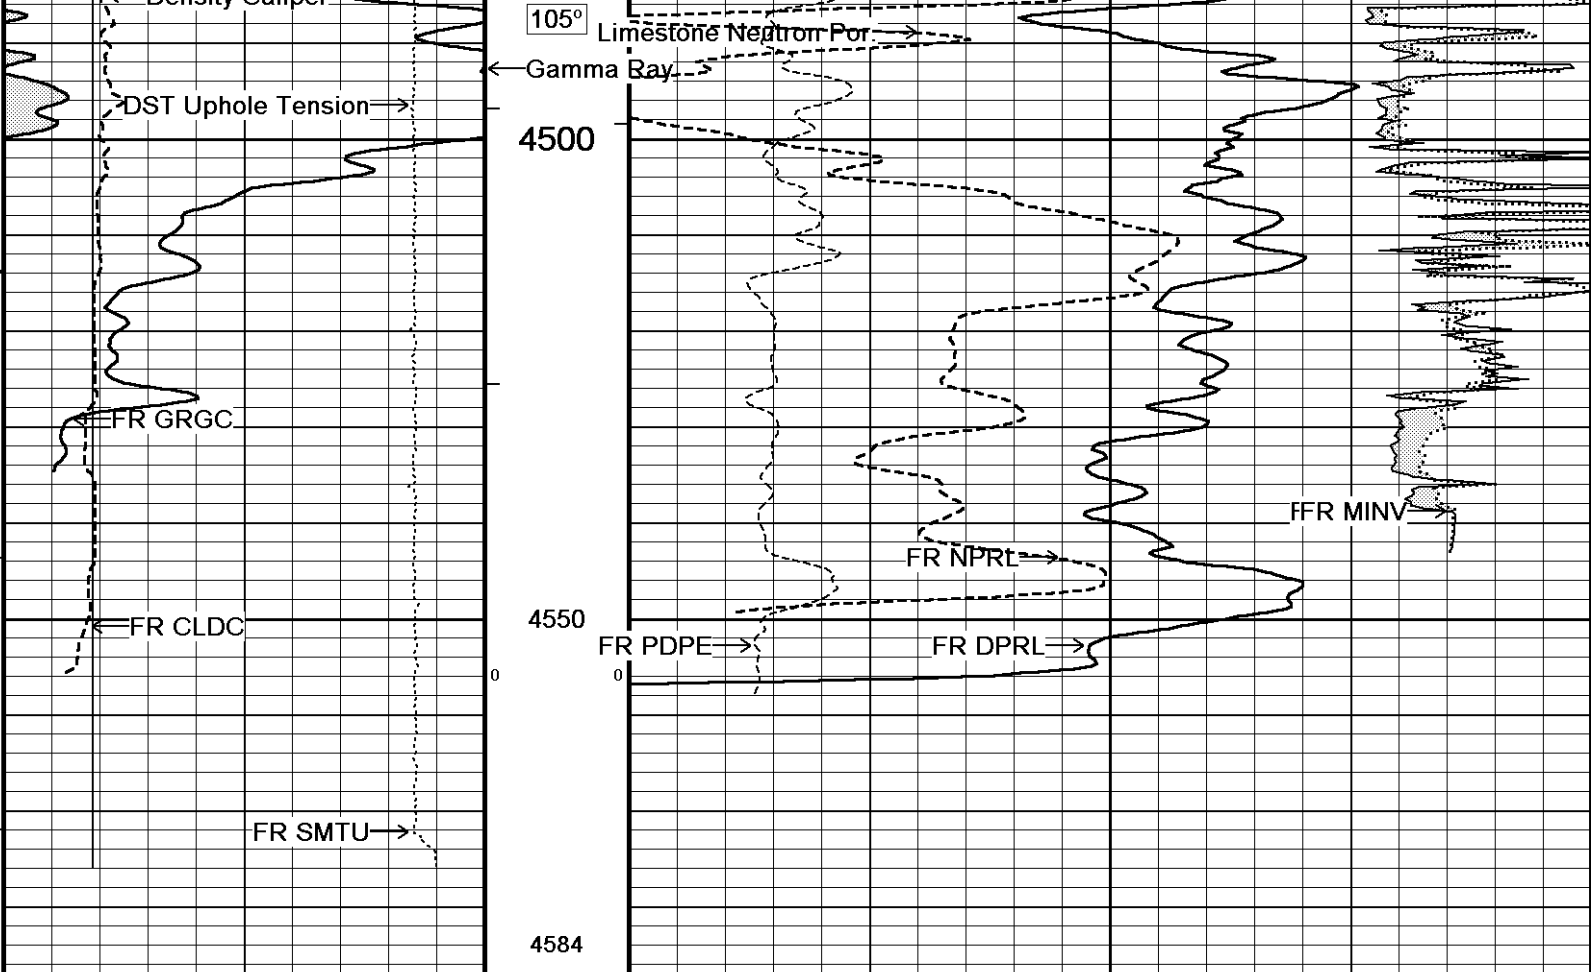 Density Caliper
105º
Limestone Neutron Por.
Gamma Ray
DST Uphole Tension
4500
FR GRGC
FFR MINV
FR NPRL
4550
FR CLDC
FR PDPE
FR DPRL
0
0
FR SMTU
4584